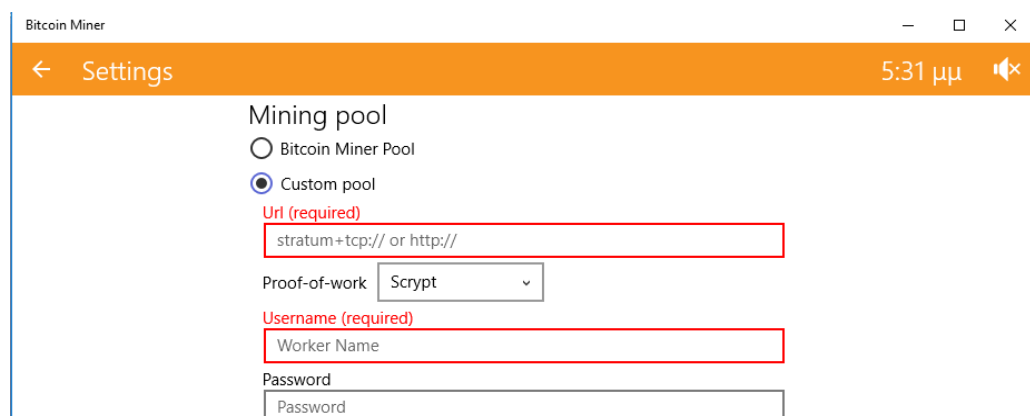 Bitcoin Miner
Settings 5:31 μμ
Mining pool
Bitcoin Miner Pool
Custom pool
Url (required)
stratum+tcp:// or http://
Proof-of-work Scrypt
Username (required)
Worker Name
Password
Password